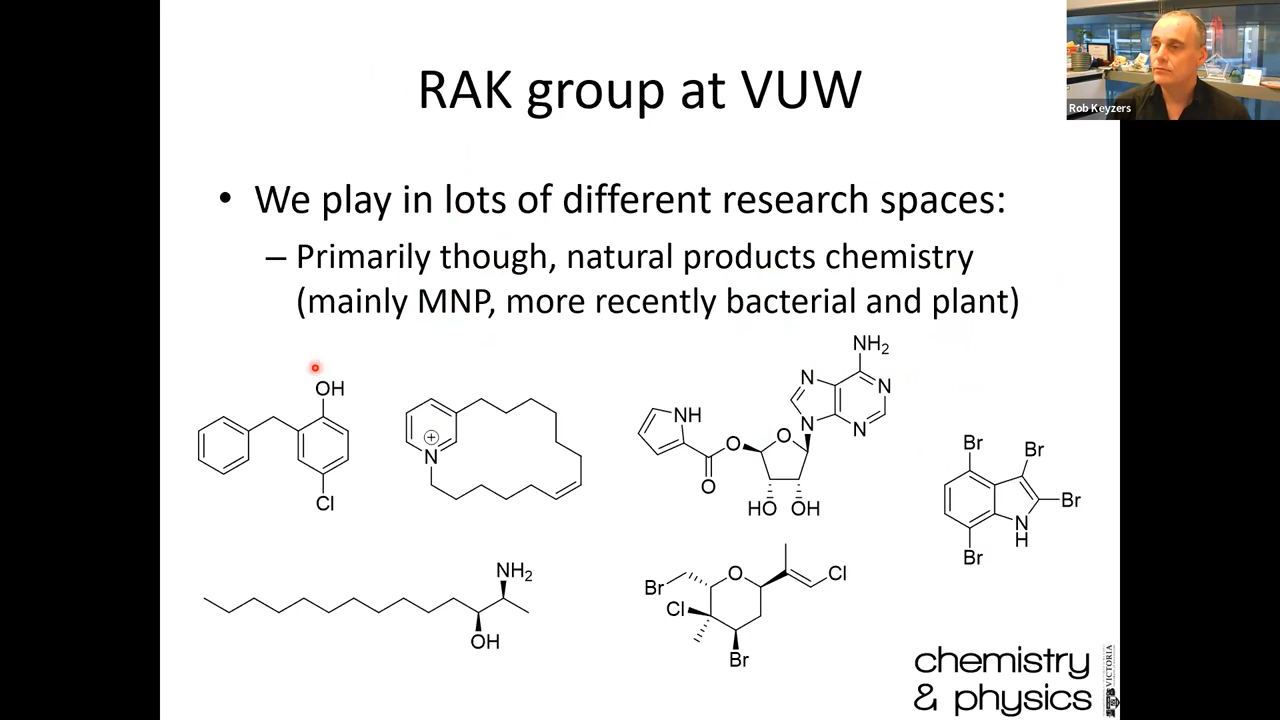 RAK group at VUW
Rob Keyzers
• We play in lots of different research spaces:
– Primarily though, natural products chemistry
(mainly MNP, more recently bacterial and plant)
OH
Cl
N
+
NH
O
O
O
HO
OH
N
N
N
N
NH2
Br
Br
Br
Br
N
H
NH2
OH
Br
O
Cl
Cl
Br
chemistry
& physics
VICTORIA